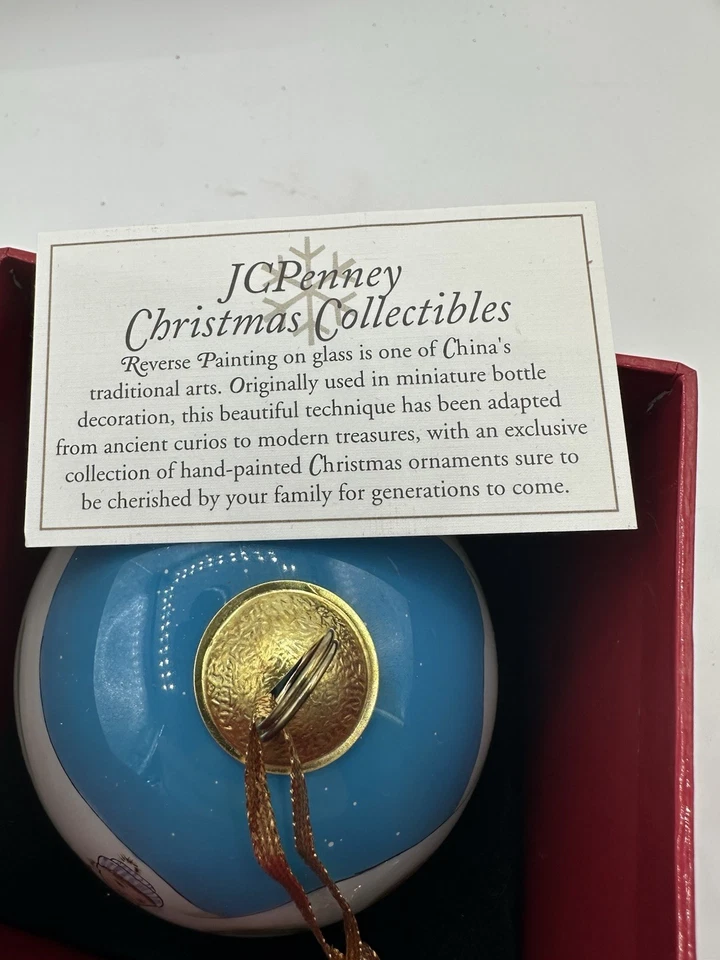 JCPenney
Christmas Collectibles
Reverse Painting on glass is one of China's
traditional arts. Originally used in miniature bottle
decoration, this beautiful technique has been adapted
from ancient curios to modern treasures, with an exclusive
collection of hand-painted Christmas ornaments sure to
be cherished by your family for generations to come.